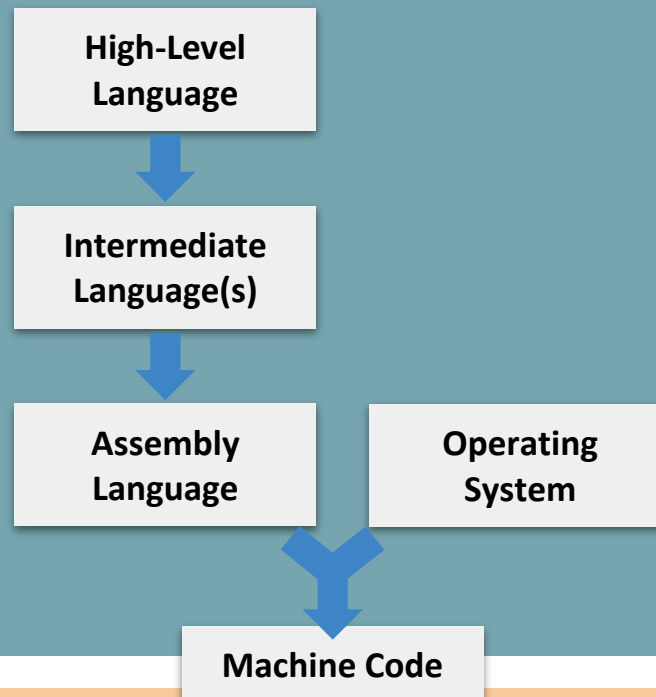 High-Level
Language
Intermediate
Language(s)
Assembly
Language
Operating
System
Machine Code